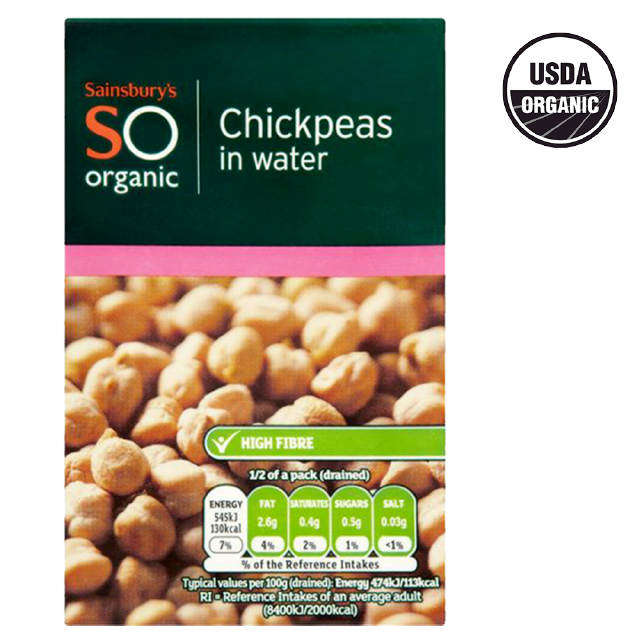 Sainsbury's
SO
organic
Chickpeas
in water
USDA
ORGANIC
HIGH FIBRE
1/2 of a pack (drained)
ENERGY FAT SATURATES SUGARS SALT
545kJ
130kcal 2.6g 0.4g 0.5g 0.03g
7% 4% 2% 1% <1%
% of the Reference Intakes
Typical values per 100g (drained): Energy 474kJ/113kcal
RI = Reference Intakes of an average adult
(8400kJ/2000kcal)